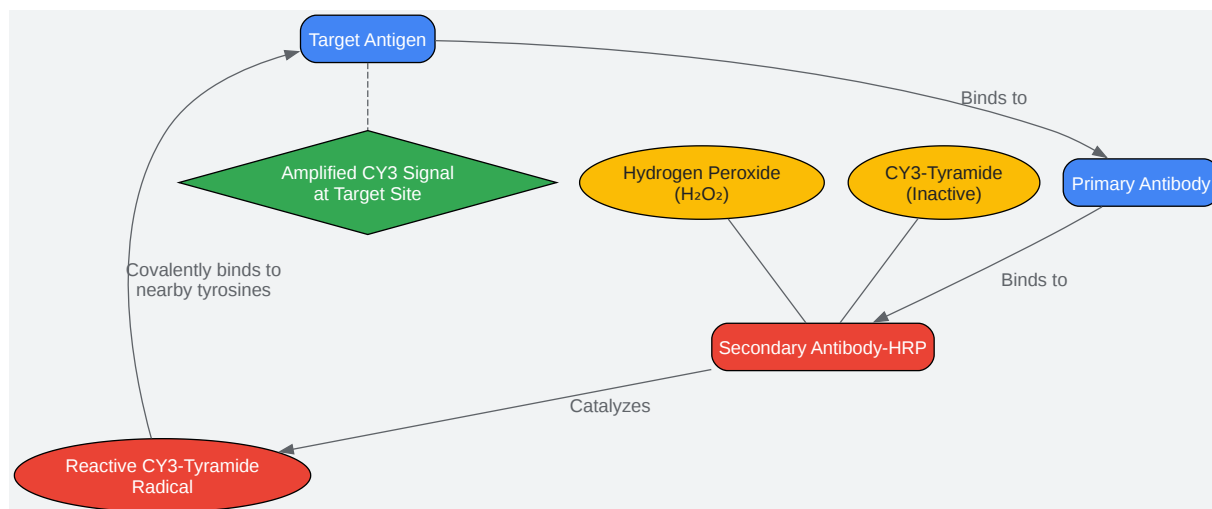 Target Antigen
Binds to
Amplified CY3 Signal
at Target Site
Hydrogen Peroxide
(H₂O₂)
CY3-Tyramide
(Inactive)
Primary Antibody
Covalently binds to
nearby tyrosines
Binds to
Secondary Antibody-HRP
Catalyzes
Reactive CY3-Tyramide
Radical